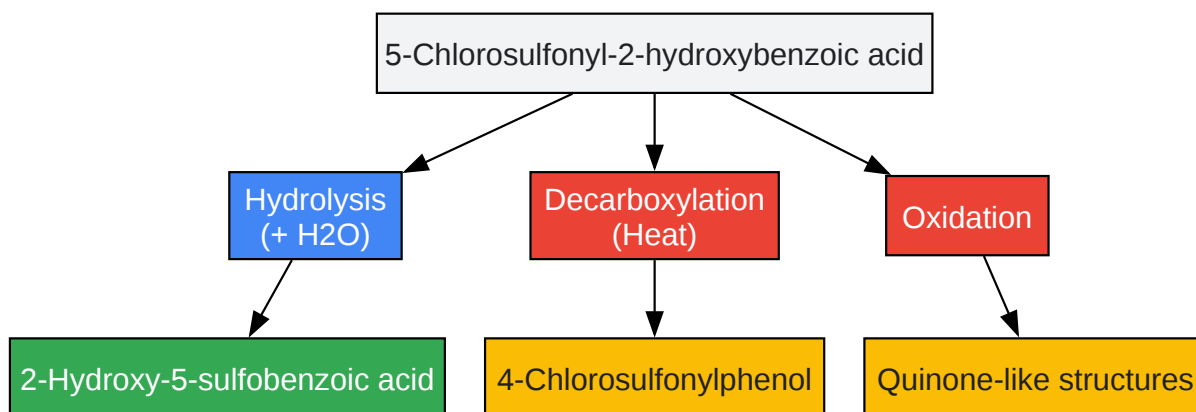 5-Chlorosulfonyl-2-hydroxybenzoic acid
Hydrolysis
(+ H2O)
Decarboxylation
(Heat)
Oxidation
2-Hydroxy-5-sulfobenzoic acid
4-Chlorosulfonylphenol
Quinone-like structures